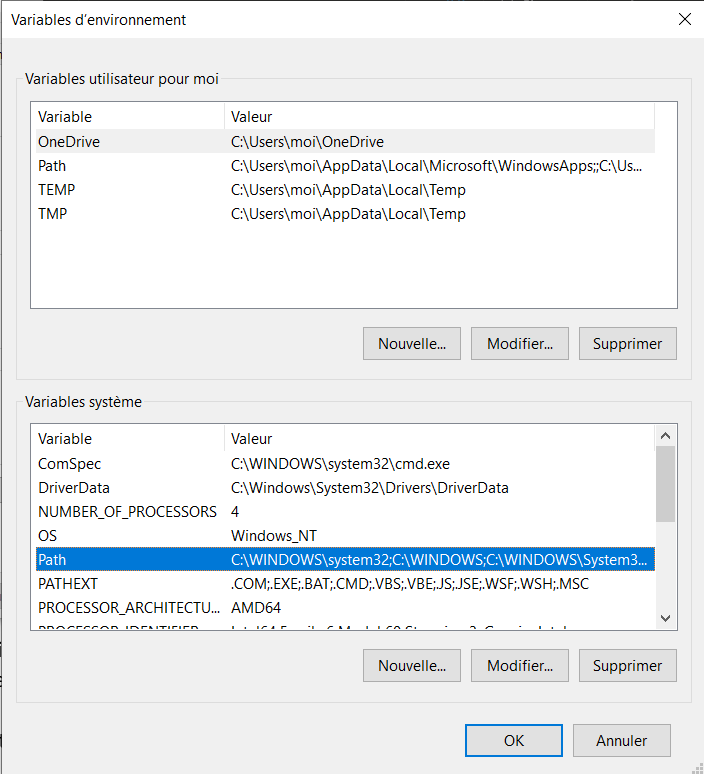 Variables d'environnement
Variables utilisateur pour moi
Variable Valeur
OneDrive C:\Users\moi\OneDrive
Path C:\Users\moi\AppData\Local\Microsoft\WindowsApps;;C:\Us...
TEMP C:\Users\moi\AppData\Local\Temp
TMP C:\Users\moi\AppData\Local\Temp
Nouvelle... Modifier... Supprimer
Variables système
Variable Valeur
ComSpec C:\WINDOWS\system32\cmd.exe
DriverData C:\Windows\System32\Drivers\DriverData
NUMBER_OF_PROCESSORS 4
OS Windows_NT
Path C:\WINDOWS\system32;C:\WINDOWS;C:\WINDOWS\System3...
PATHEXT .COM;.EXE;.BAT;.CMD;.VBS;.VBE;.JS;.JSE;.WSF;.WSH;.MSC
PROCESSOR_ARCHITECTU... AMD64
Nouvelle... Modifier... Supprimer
OK Annuler